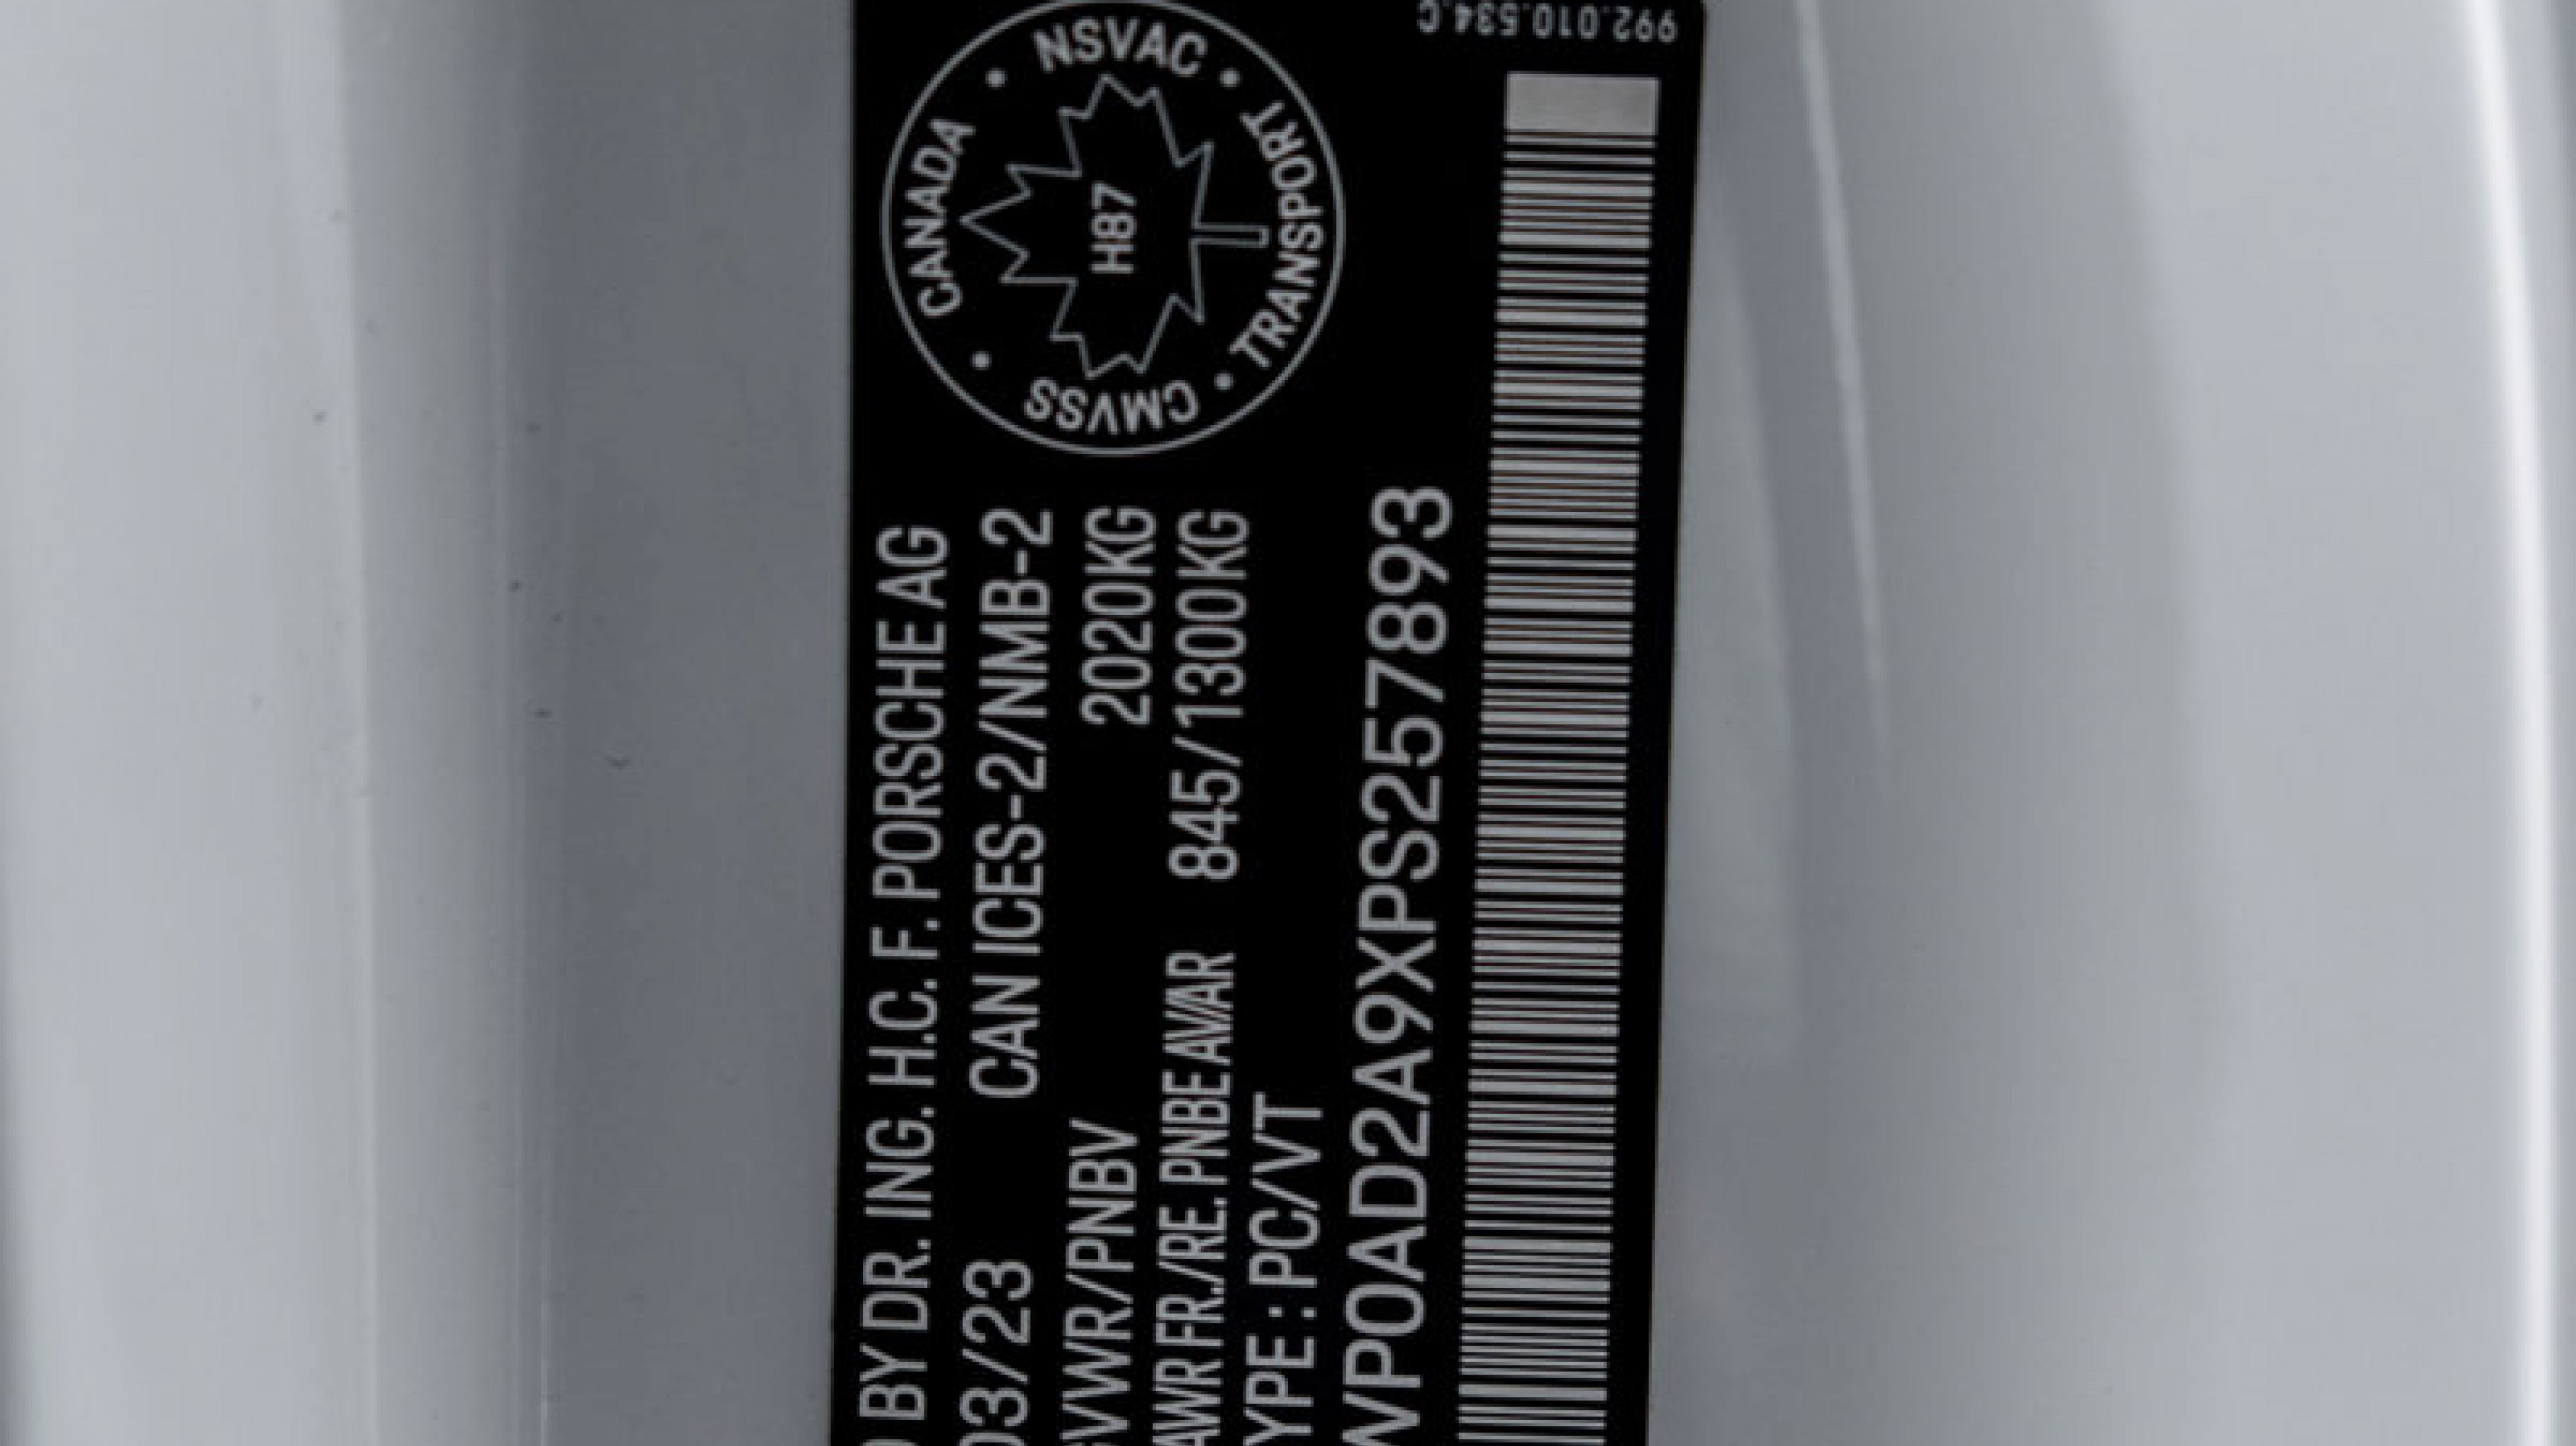 BY DR. ING. H.C. F. PORSCHE AG
03/23 CAN ICES-2/NMB-2
GVWR/PNBV 2020KG
AWR FR./RE. PNBE AV/AR 845/1300KG
YPE : PC/VT
WP0AD2A9XPS257893
CANADA • NSVAC • TRANSPORT • CMVSS •
H87
992.010.534.C